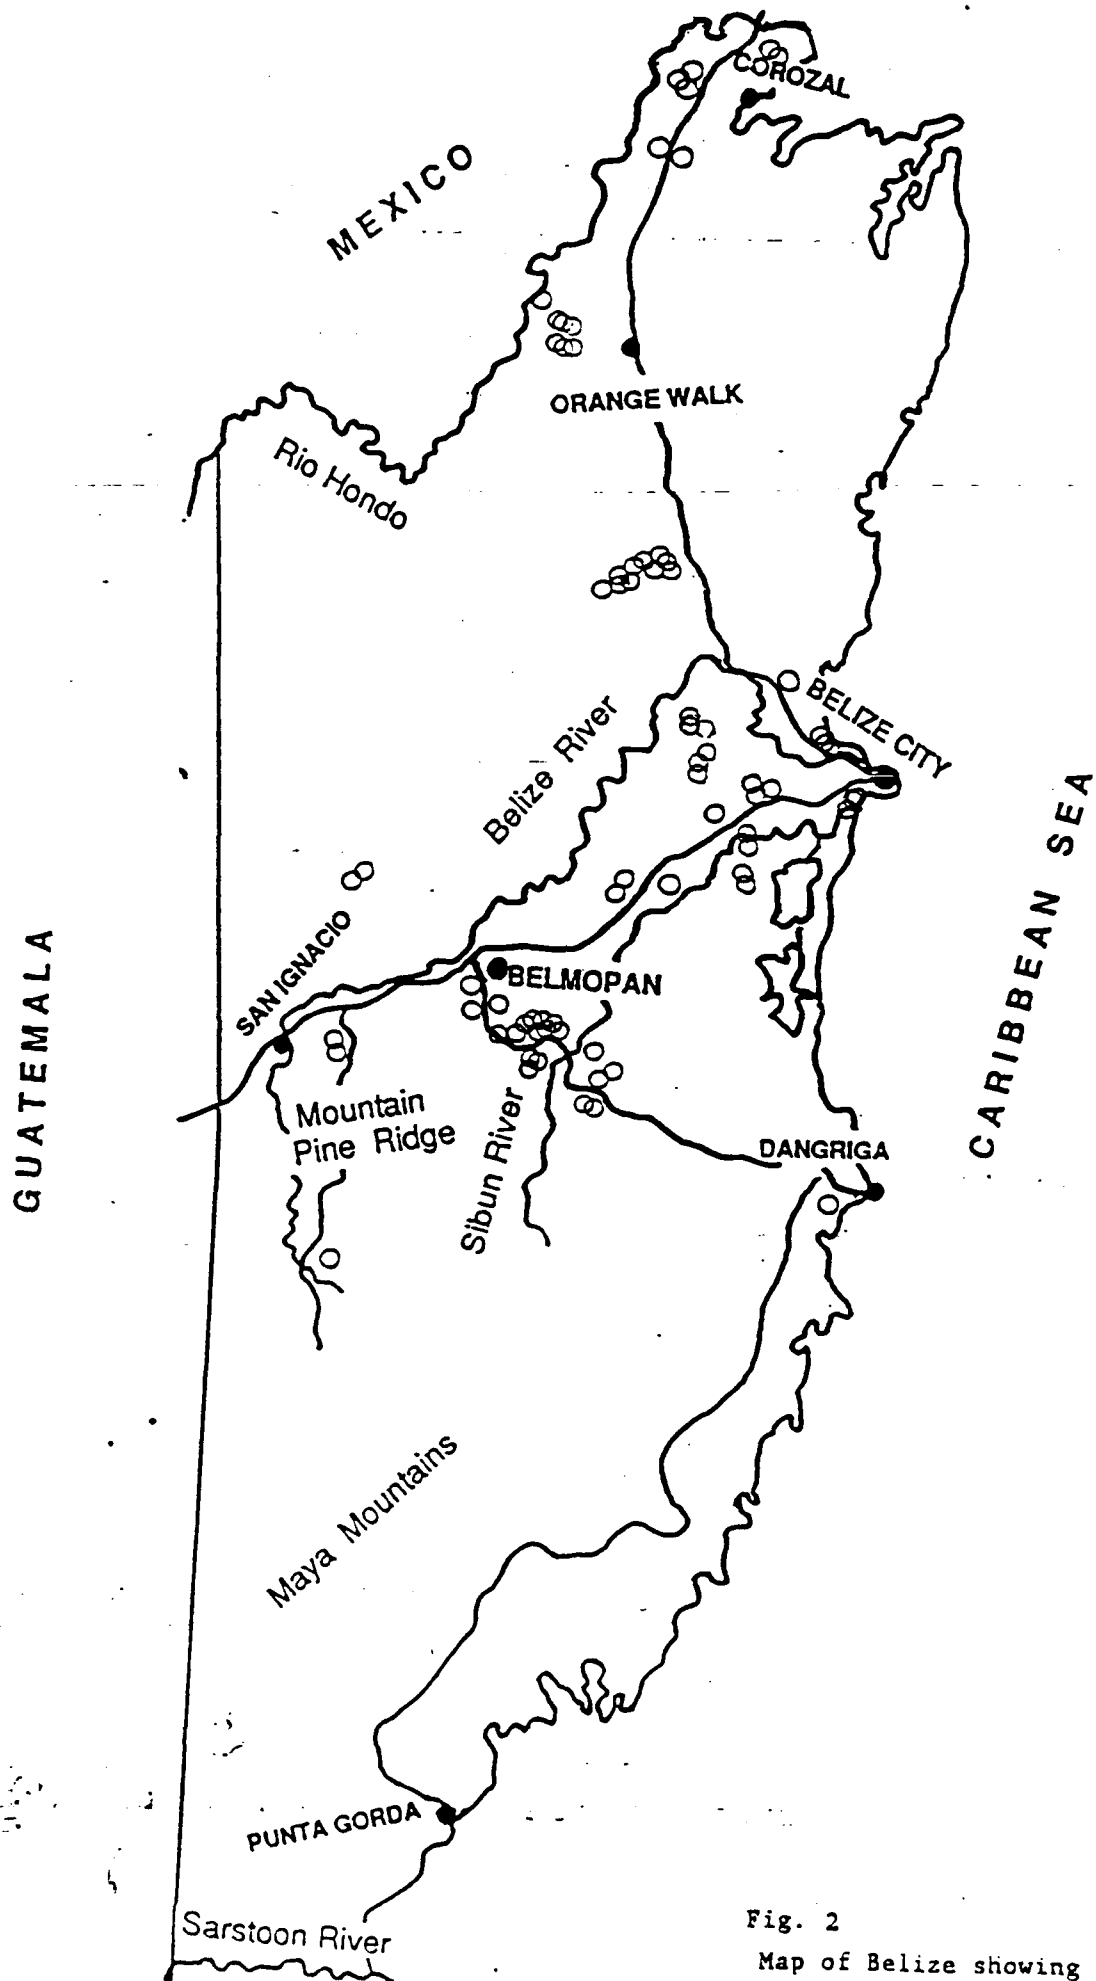 COROZAL
MEXICO
ORANGE WALK
Rio Hondo
BELIZE CITY
Belize River
CARIBBEAN SEA
SAN IGNACIO
BELMOPAN
GUATEMALA
Mountain
Pine Ridge
Sibun River
DANGRIGA
Maya Mountains
PUNTA GORDA
Sarstoon River
Fig. 2
Map of Belize showing